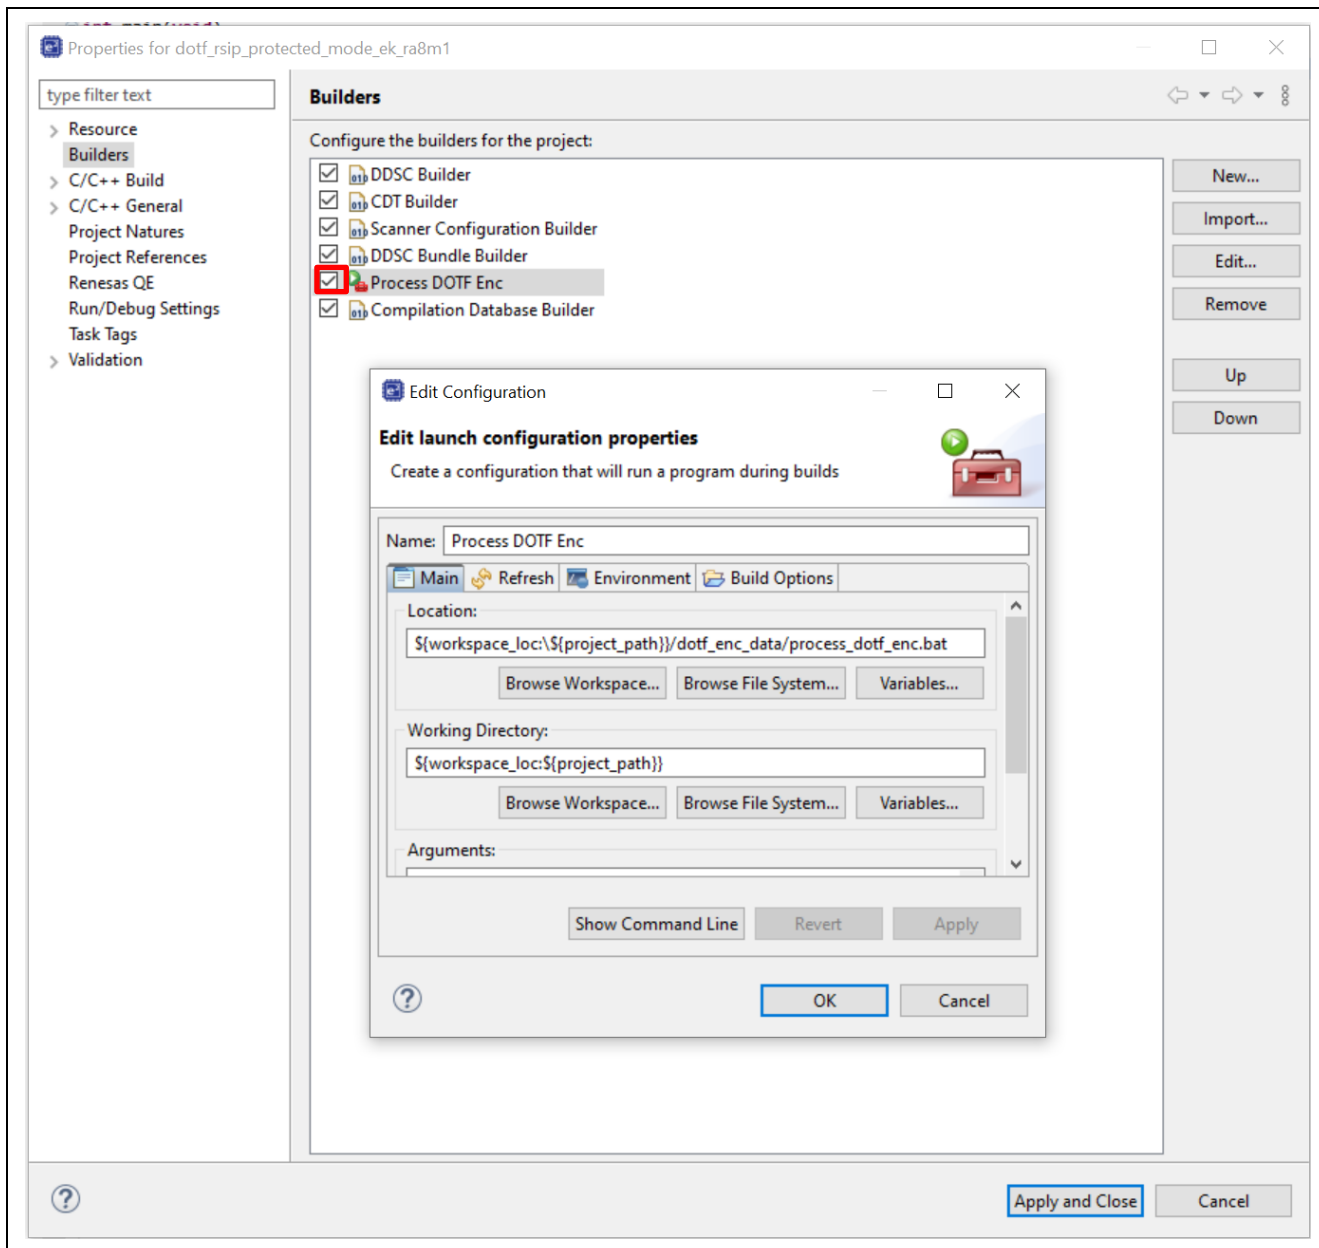 Properties for dotf_rsip_protected_mode_ek_ra8m1
type filter text
Resource
Builders
C/C++ Build
C/C++ General
Project Natures
Project References
Renesas QE
Run/Debug Settings
Task Tags
Validation
Builders
Configure the builders for the project:
DDSC Builder
CDT Builder
Scanner Configuration Builder
DDSC Bundle Builder
Process DOTF Enc
Compilation Database Builder
New...
Import...
Edit...
Remove
Up
Down
Edit Configuration
Edit launch configuration properties
Create a configuration that will run a program during builds
Name: Process DOTF Enc
Main Refresh Environment Build Options
Location:
${workspace_loc:\${project_path}}/dotf_enc_data/process_dotf_enc.bat
Browse Workspace... Browse File System... Variables...
Working Directory:
${workspace_loc:${project_path}}
Browse Workspace... Browse File System... Variables...
Arguments:
Show Command Line Revert Apply
OK Cancel
Apply and Close Cancel